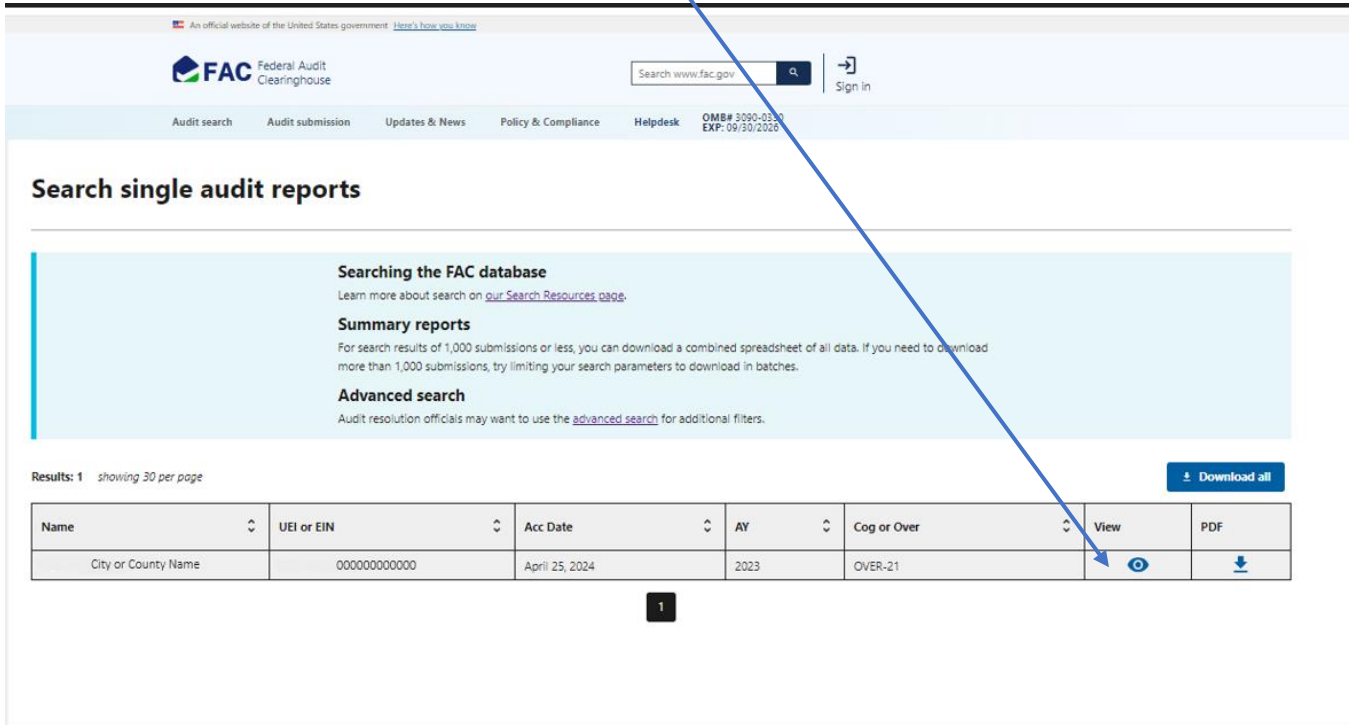 An official website of the United States government Here's how you know
FAC Federal Audit
Clearinghouse
Search www.fac.gov
Sign in
Audit search Audit submission Updates & News Policy & Compliance Helpdesk OMB# 3090-0330
EXP: 09/30/2026
Search single audit reports
Searching the FAC database
Learn more about search on our Search Resources page.
Summary reports
For search results of 1,000 submissions or less, you can download a combined spreadsheet of all data. If you need to download
more than 1,000 submissions, try limiting your search parameters to download in batches.
Advanced search
Audit resolution officials may want to use the advanced search for additional filters.
Results: 1 showing 30 per page
Download all
Name UEI or EIN Acc Date AY Cog or Over View PDF
City or County Name 000000000000 April 25, 2024 2023 OVER-21
1